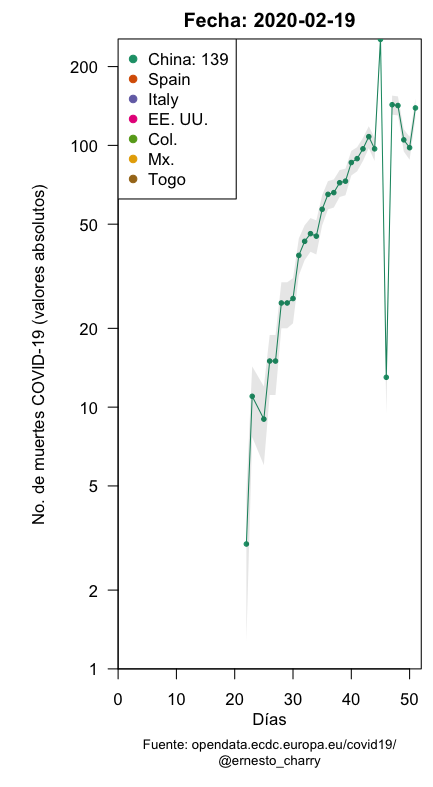 Fecha: 2020-02-19
China: 139
Spain
Italy
EE. UU.
Col.
Mx.
Togo
No. de muertes COVID-19 (valores absolutos)
200
100
50
20
10
5
2
1
0 10 20 30 40 50
Días
Fuente: opendata.ecdc.europa.eu/covid19/
@ernesto_charry